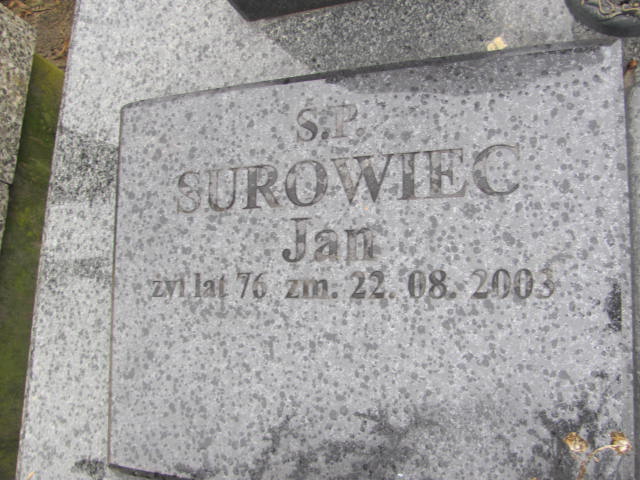 Ś.P.
SUROWIEC
Jan
żył lat 76 zm. 22. 08. 2003